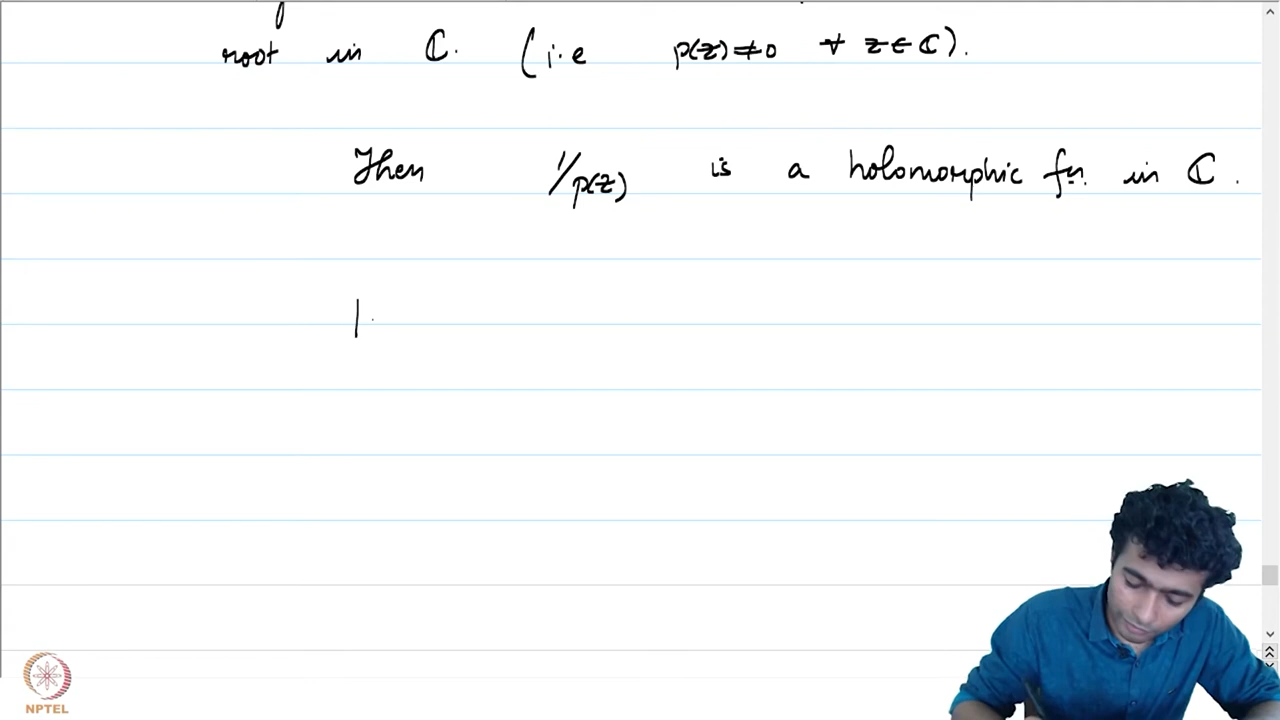 root in ℂ. (i.e p(z)≠0 ∀ z∈ℂ).
Then 1/p(z) is a holomorphic fn. in ℂ.
|
NPTEL